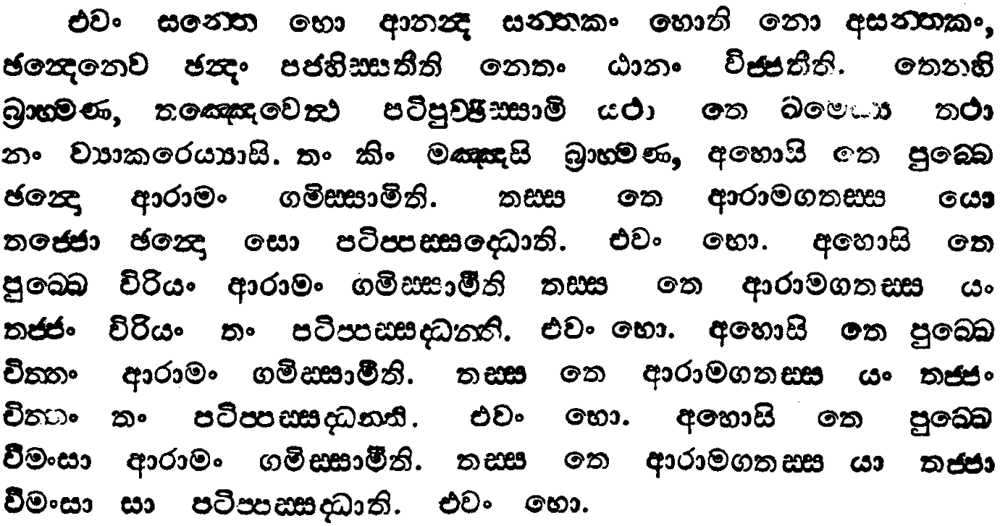 එවං සන්තෙ භො ආනන්ද සන්තකං හොති නො අසන්තකං,
ඡන්දෙනෙව ඡන්දං පජහිස්සතීති නෙතං ඨානං විජ්ජතීති. තෙනහි
බ්‍රාහ්මණ, තඤ්ඤෙවෙත්ථ පටිපුච්ඡිස්සාමි යථා තෙ ඛමෙය්‍ය තථා
නං ව්‍යාකරෙය්‍යාසි. තං කිං මඤ්ඤසි බ්‍රාහ්මණ, අහොසි තෙ පුබ්බෙ
ඡන්දො ආරාමං ගමිස්සාමිති. තස්ස තෙ ආරාමගතස්ස යො
තජ්ජො ඡන්දො සො පටිප්පස්සද්ධොති. එවං භො. අහොසි තෙ
පුබ්බෙ විරියං ආරාමං ගමිස්සාමීති තස්ස තෙ ආරාමගතස්ස යං
තජ්ජං විරියං තං පටිප්පස්සද්ධන්ති. එවං භො. අහොසි තෙ පුබ්බෙ
චිත්තං ආරාමං ගමිස්සාමීති. තස්ස තෙ ආරාමගතස්ස යං තජ්ජං
චිත්තං තං පටිප්පස්සද්ධන්ති. එවං භො. අහොසි තෙ පුබ්බෙ
වීමංසා ආරාමං ගමිස්සාමීති. තස්ස තෙ ආරාමගතස්ස යා තජ්ජා
වීමංසා සා පටිප්පස්සද්ධාති. එවං භො.